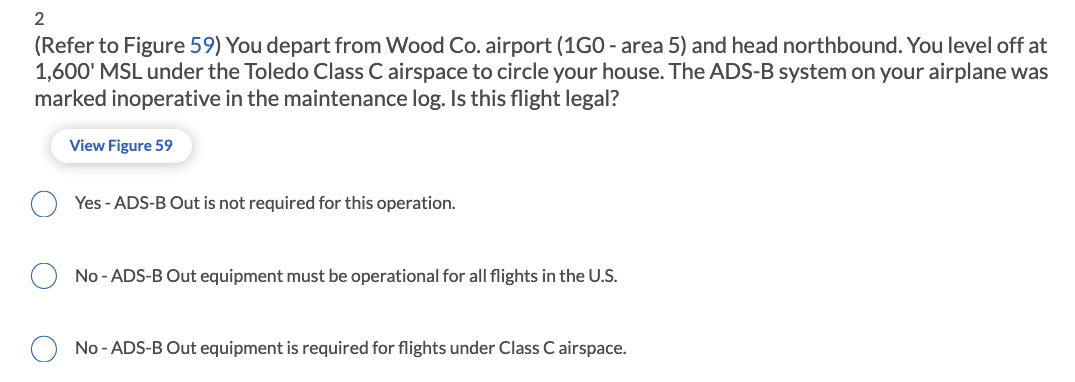 2
(Refer to Figure 59) You depart from Wood Co. airport (1G0 - area 5) and head northbound. You level off at
1,600' MSL under the Toledo Class C airspace to circle your house. The ADS-B system on your airplane was
marked inoperative in the maintenance log. Is this flight legal?
View Figure 59
Yes - ADS-B Out is not required for this operation.
No - ADS-B Out equipment must be operational for all flights in the U.S.
No - ADS-B Out equipment is required for flights under Class C airspace.